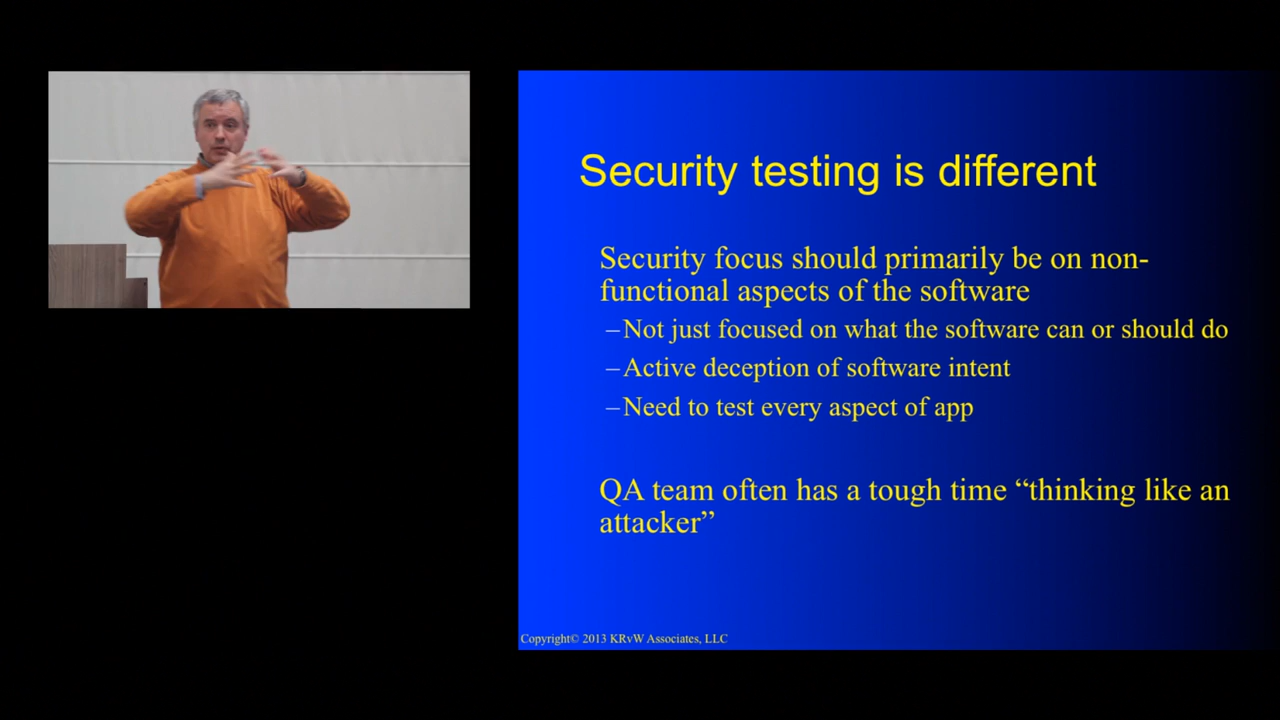 Security testing is different
Security focus should primarily be on non-
functional aspects of the software
–Not just focused on what the software can or should do
–Active deception of software intent
–Need to test every aspect of app
QA team often has a tough time “thinking like an
attacker”
Copyright© 2013 KRvW Associates, LLC